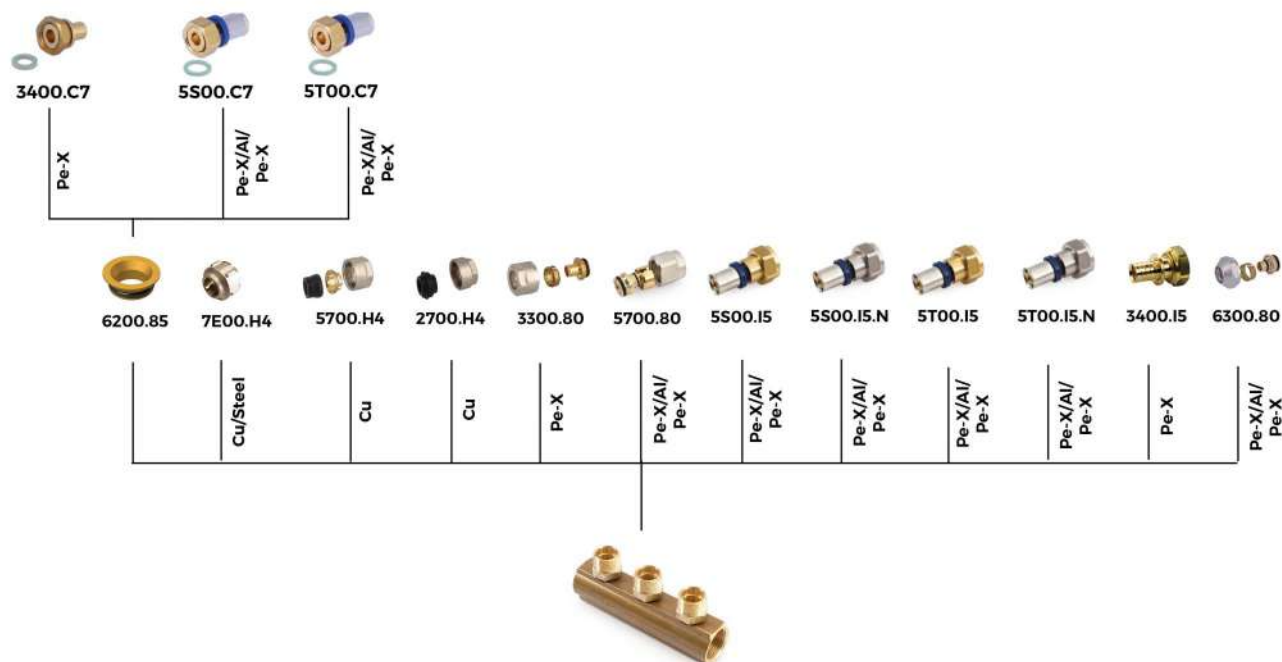 3400.C7
5S00.C7
5T00.C7
Pe-X
Pe-X/Al/
Pe-X
Pe-X/Al/
Pe-X
6200.85
7E00.H4
5700.H4
2700.H4
3300.80
5700.80
5S00.I5
5S00.I5.N
5T00.I5
5T00.I5.N
3400.I5
6300.80
Cu/Steel
Cu
Cu
Pe-X
Pe-X/Al/
Pe-X
Pe-X/Al/
Pe-X
Pe-X/Al/
Pe-X
Pe-X/Al/
Pe-X
Pe-X/Al/
Pe-X
Pe-X
Pe-X/Al/
Pe-X